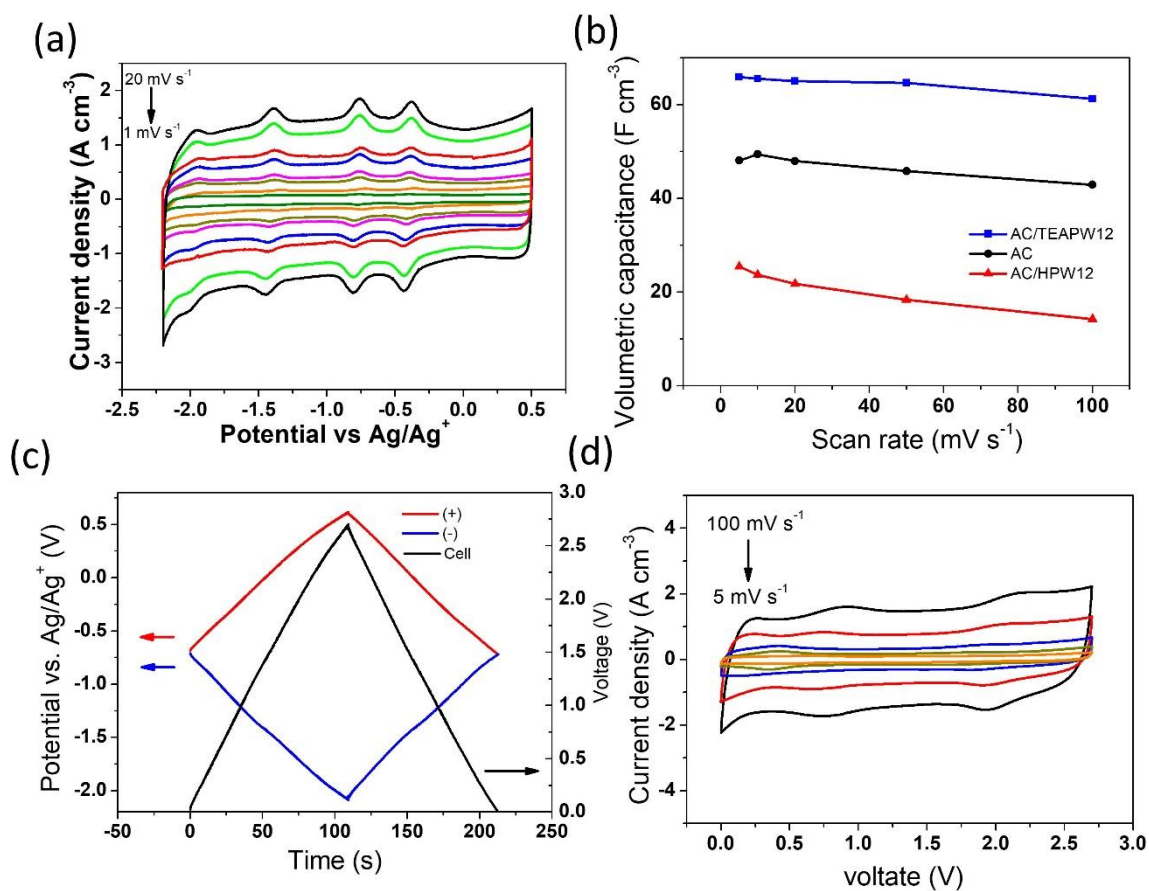 (a)
20 mV s⁻¹
1 mV s⁻¹
Current density (A cm⁻³)
2
1
0
-1
-2
-3
-2.5 -2.0 -1.5 -1.0 -0.5 0.0 0.5
Potential vs Ag/Ag⁺
(b)
Volumetric capacitance (F cm⁻³)
60
40
20
0
AC/TEAPW12
AC
AC/HPW12
0 20 40 60 80 100
Scan rate (mV s⁻¹)
(c)
Potential vs. Ag/Ag⁺ (V)
0.5
0.0
-0.5
-1.0
-1.5
-2.0
(+)
(-)
Cell
3.0
2.5
2.0
1.5
1.0
0.5
0.0
Voltage (V)
-50 0 50 100 150 200 250
Time (s)
(d)
100 mV s⁻¹
5 mV s⁻¹
Current density (A cm⁻³)
4
2
0
-2
-4
0.0 0.5 1.0 1.5 2.0 2.5 3.0
voltate (V)